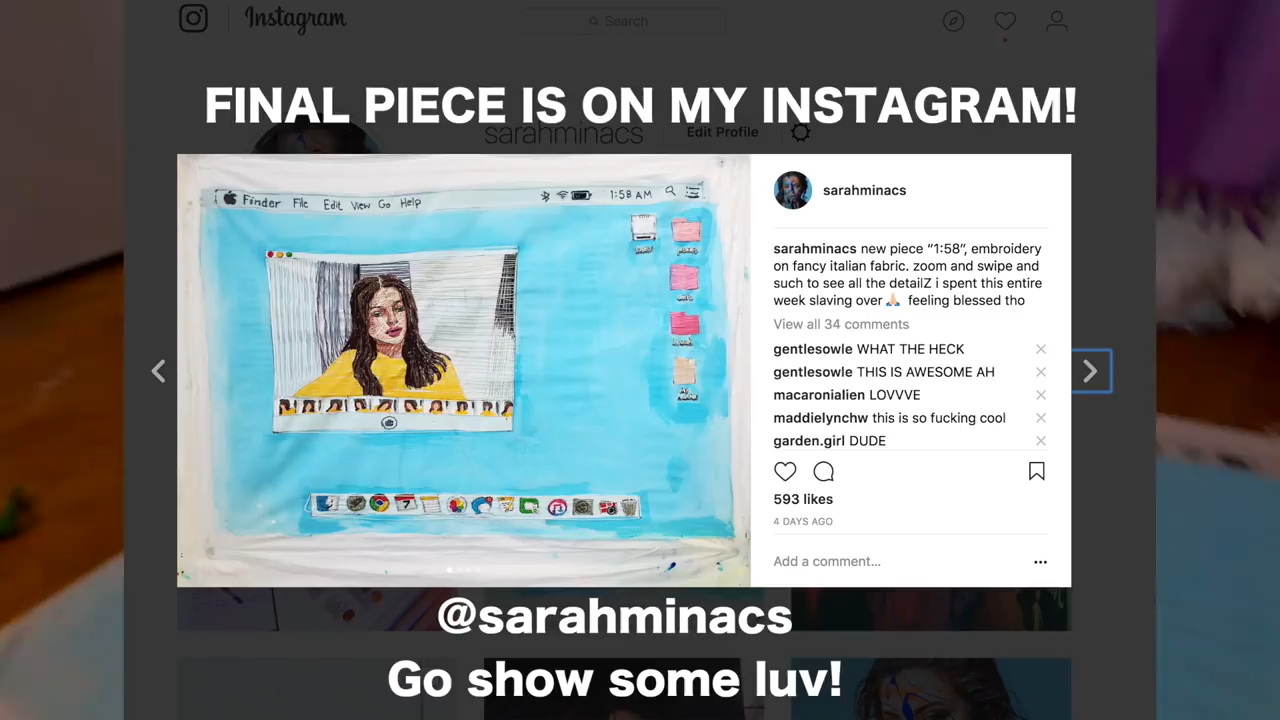 Instagram
Search
FINAL PIECE IS ON MY INSTAGRAM!
sarahminacs
Edit Profile
Finder File Edit View Go Help
1:58 AM
7
sarahminacs
sarahminacs new piece “1:58”, embroidery
on fancy italian fabric. zoom and swipe and
such to see all the detailZ i spent this entire
week slaving over 🙏🏻 feeling blessed tho
View all 34 comments
gentlesowle WHAT THE HECK
gentlesowle THIS IS AWESOME AH
macaronialien LOVVVE
maddielynchw this is so fucking cool
garden.girl DUDE
593 likes
4 DAYS AGO
Add a comment...
@sarahminacs
Go show some luv!